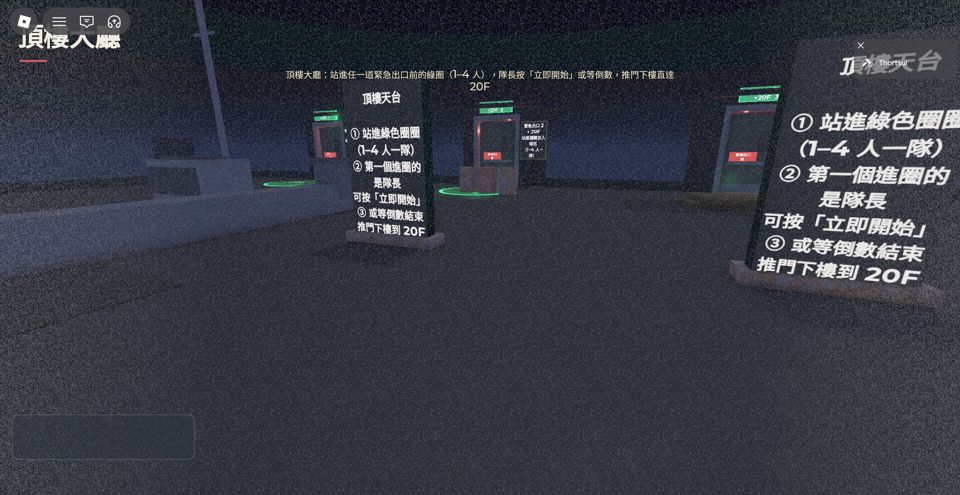 頂樓大廳
頂樓大廳：站進任一道緊急出口前的綠圈（1–4 人），隊長按「立即開始」或等倒數，推門下樓直達
20F
Thortsul
頂樓天台
① 站進綠色圈圈
（1–4 人一隊）
② 第一個進圈的
是隊長
可按「立即開始」
③ 或等倒數結束
推門下樓到 20F
緊急出口 2
頂樓天台
① 站進綠色圈圈
（1–4 人一隊）
② 第一個進圈的
是隊長
可按「立即開始」
③ 或等倒數結束
推門下樓到 20F